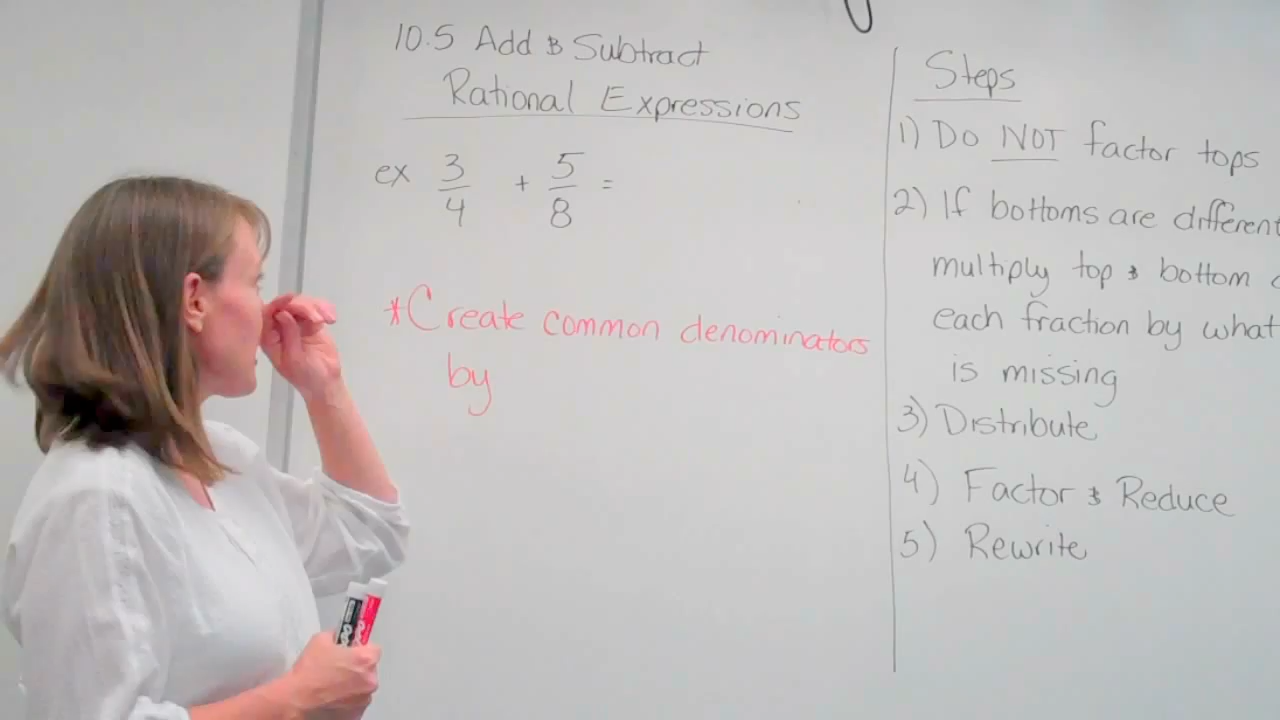 10.5 Add & Subtract
Rational Expressions
ex 3/4 + 5/8 =
*Create common denominators
by
Steps
1) Do NOT factor tops
2) If bottoms are different
multiply top & bottom
each fraction by what
is missing
3) Distribute
4) Factor & Reduce
5) Rewrite